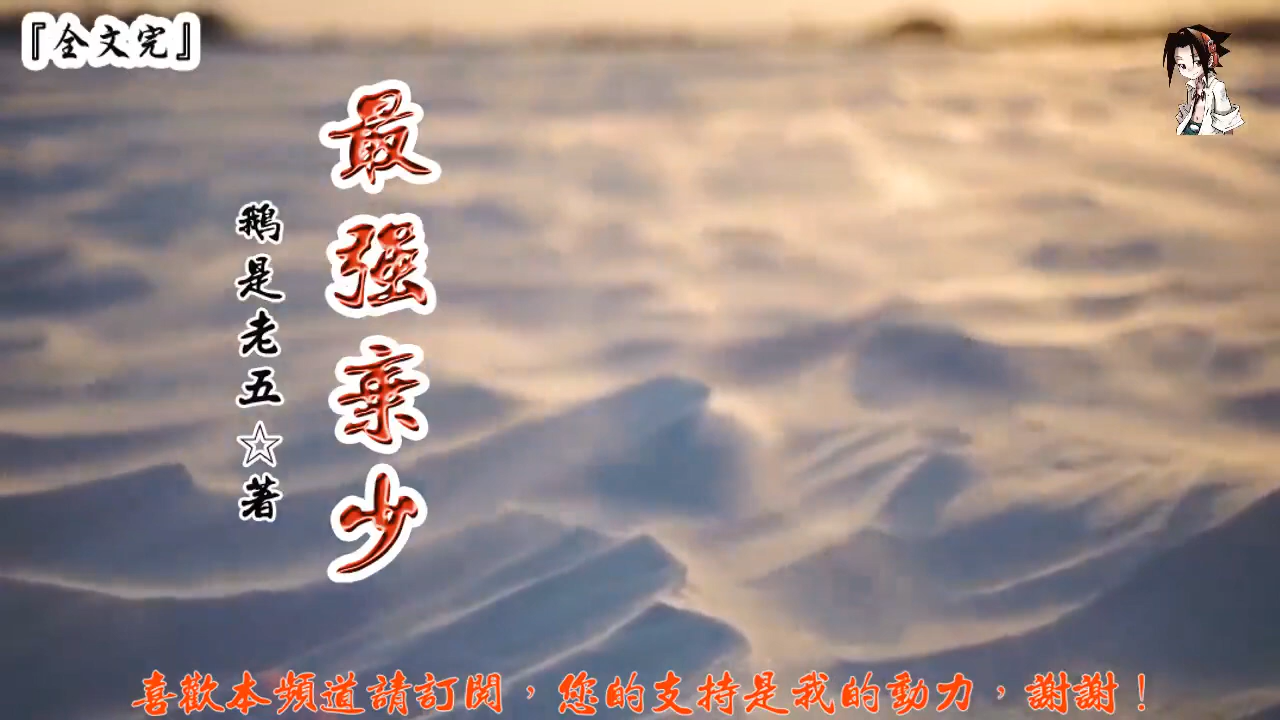 『全文完』
最強棄少
鵝是老五☆著
喜歡本頻道請訂閱，您的支持是我的動力，謝謝！